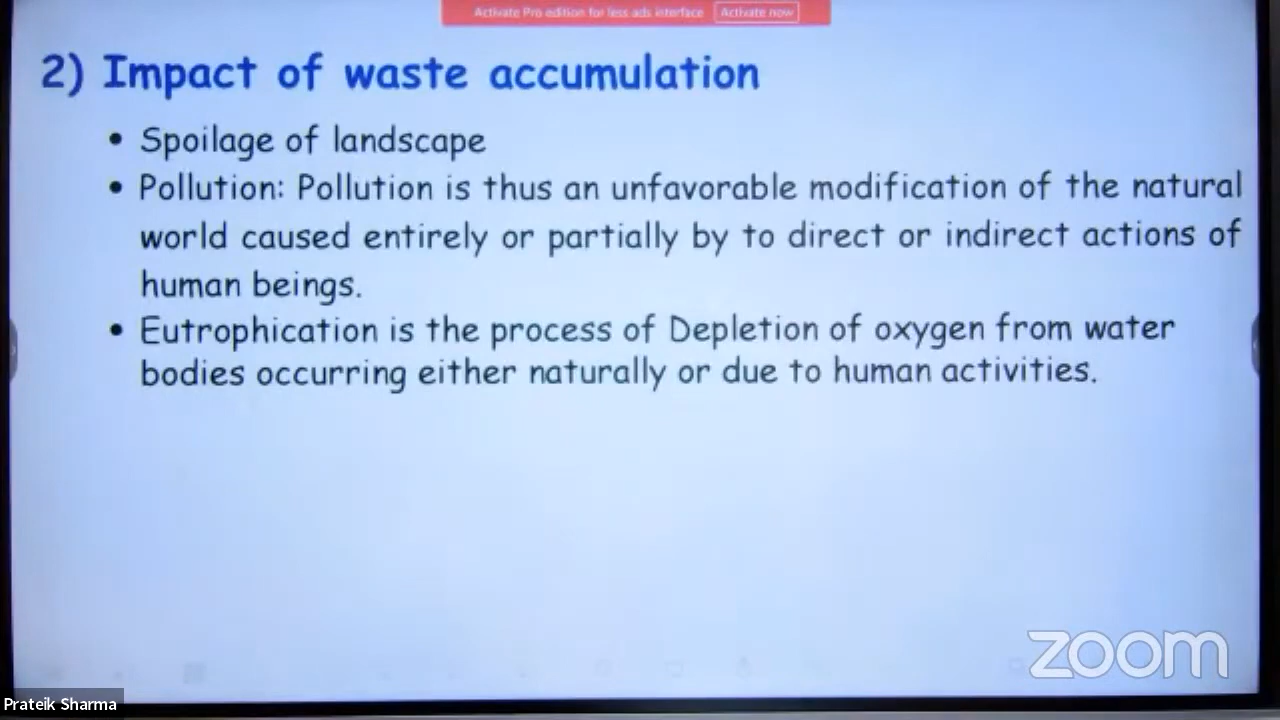 Activate Pro edition for less ads interface Activate now
2) Impact of waste accumulation
• Spoilage of landscape
• Pollution: Pollution is thus an unfavorable modification of the natural
world caused entirely or partially by to direct or indirect actions of
human beings.
• Eutrophication is the process of Depletion of oxygen from water
bodies occurring either naturally or due to human activities.
zoom
Prateik Sharma